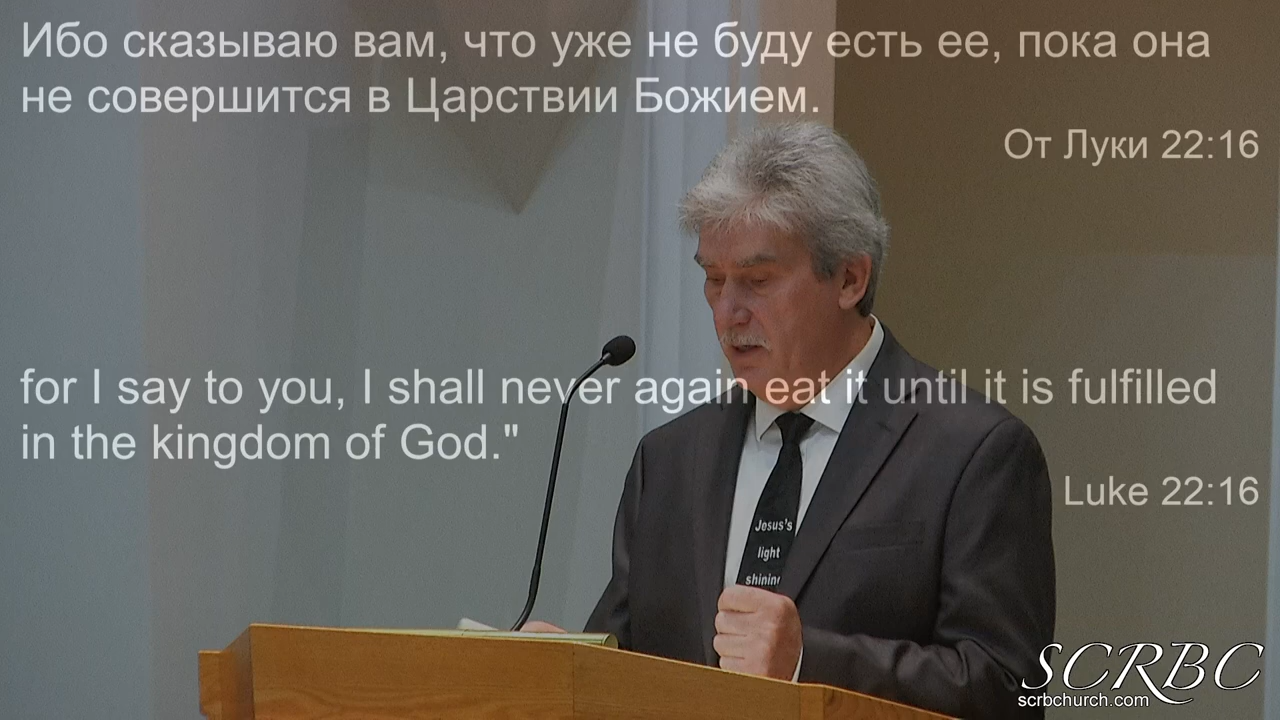 Ибо сказываю вам, что уже не буду есть ее, пока она
не совершится в Царствии Божием.
От Луки 22:16
for I say to you, I shall never again eat it until it is fulfilled
in the kingdom of God."
Luke 22:16
Jesus's
light
shining
SCRBC
scrbchurch.com